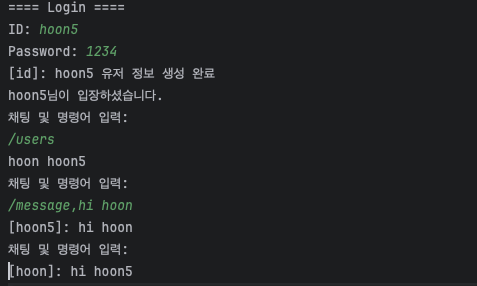 ==== Login ====
ID: hoon5
Password: 1234
[id]: hoon5 유저 정보 생성 완료
hoon5님이 입장하셨습니다.
채팅 및 명령어 입력:
/users
hoon hoon5
채팅 및 명령어 입력:
/message,hi hoon
[hoon5]: hi hoon
채팅 및 명령어 입력:
[hoon]: hi hoon5